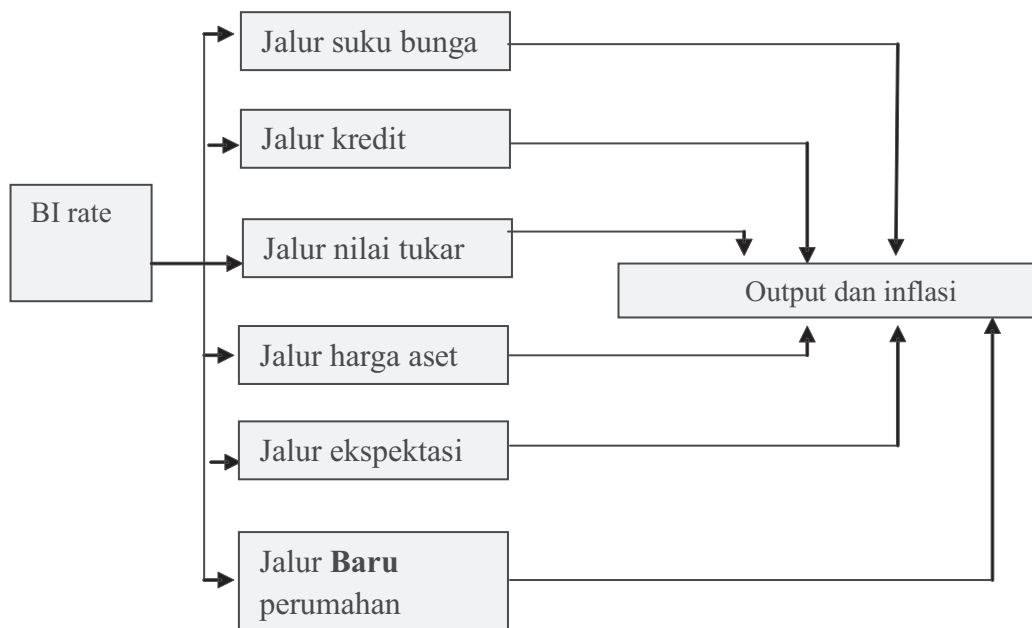 Jalur suku bunga
Jalur kredit
BI rate
Jalur nilai tukar
Output dan inflasi
Jalur harga aset
Jalur ekspektasi
Jalur Baru
perumahan